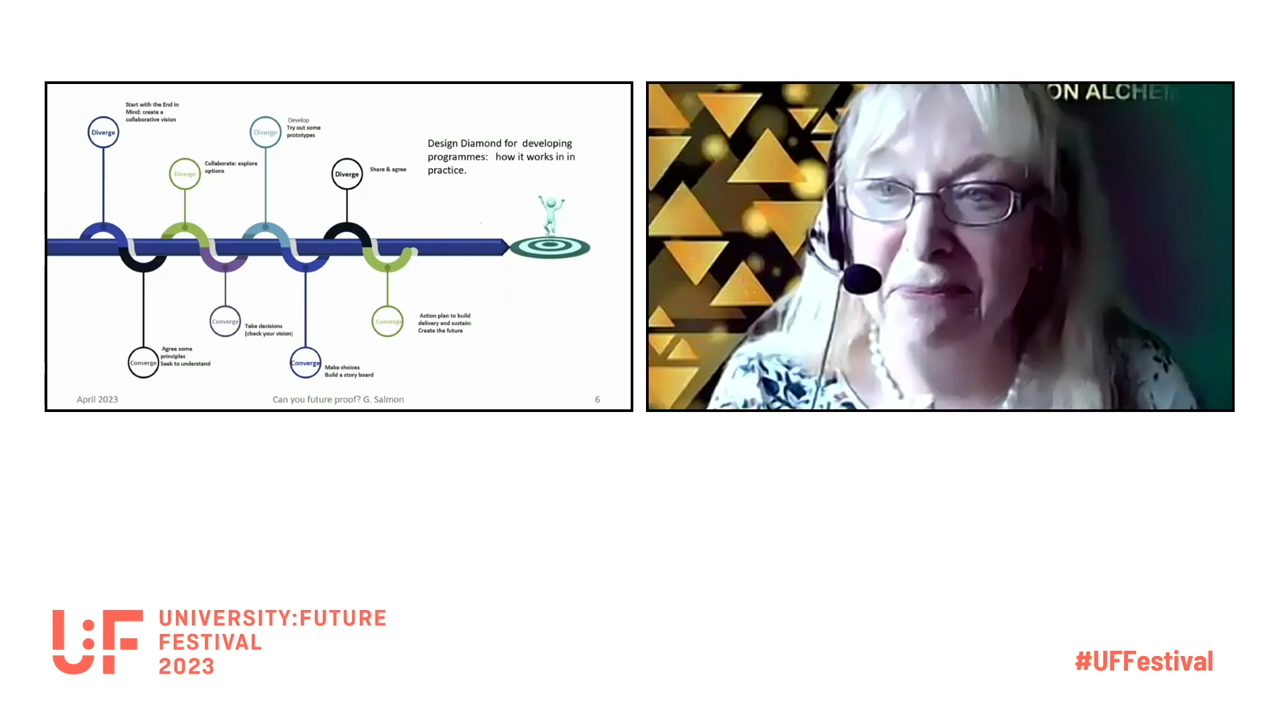 Start with the End in
Mind: create a
collaborative vision
Diverge
Diverge
Collaborate: explore
options
Diverge
Develop
Try out some
prototypes
Diverge
Share & agree
Design Diamond for developing
programmes: how it works in in
practice.
Converge
Agree some
principles
Seek to understand
Converge
Take decisions
(check your vision)
Converge
Make choices
Build a story board
Converge
Action plan to build
delivery and sustain:
Create the future
April 2023
Can you future proof? G. Salmon
6
ON ALCHEM
U:F
UNIVERSITY:FUTURE
FESTIVAL
2023
#UFFestival